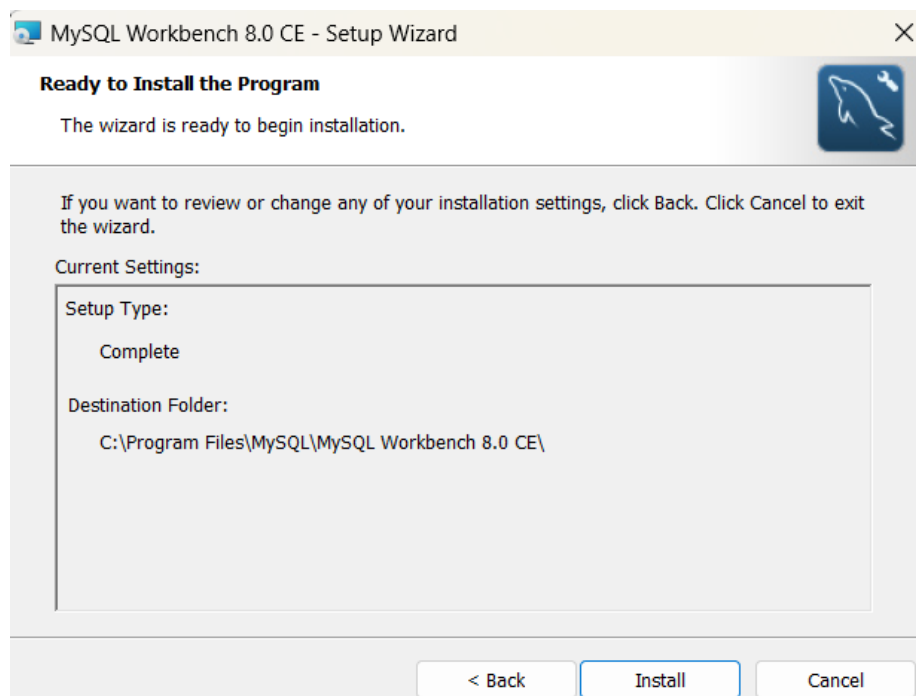 MySQL Workbench 8.0 CE - Setup Wizard
Ready to Install the Program
The wizard is ready to begin installation.
If you want to review or change any of your installation settings, click Back. Click Cancel to exit
the wizard.
Current Settings:
Setup Type:
Complete
Destination Folder:
C:\Program Files\MySQL\MySQL Workbench 8.0 CE\
< Back
Install
Cancel